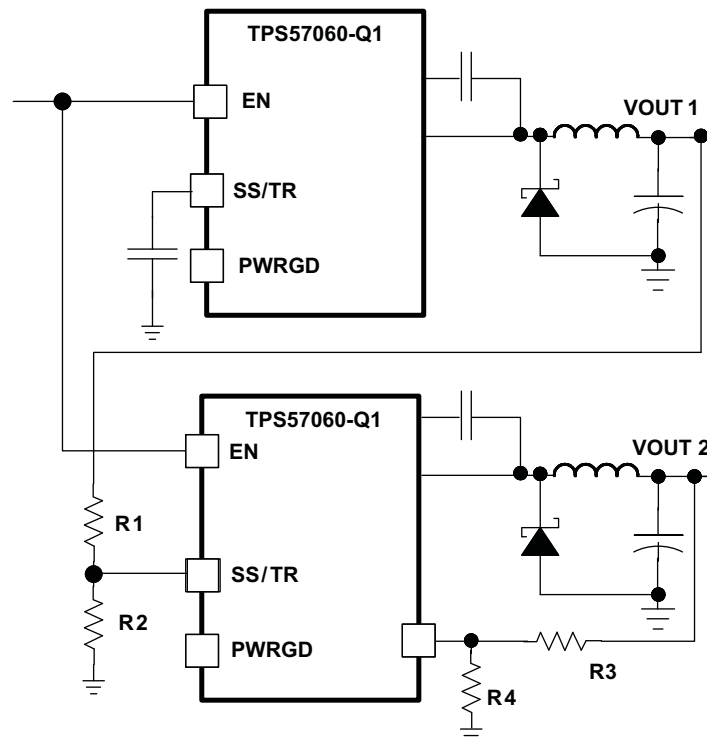 TPS57060-Q1
EN
VOUT 1
SS/TR
PWRGD
TPS57060-Q1
EN
VOUT 2
R1
SS/TR
R2
PWRGD
R3
R4